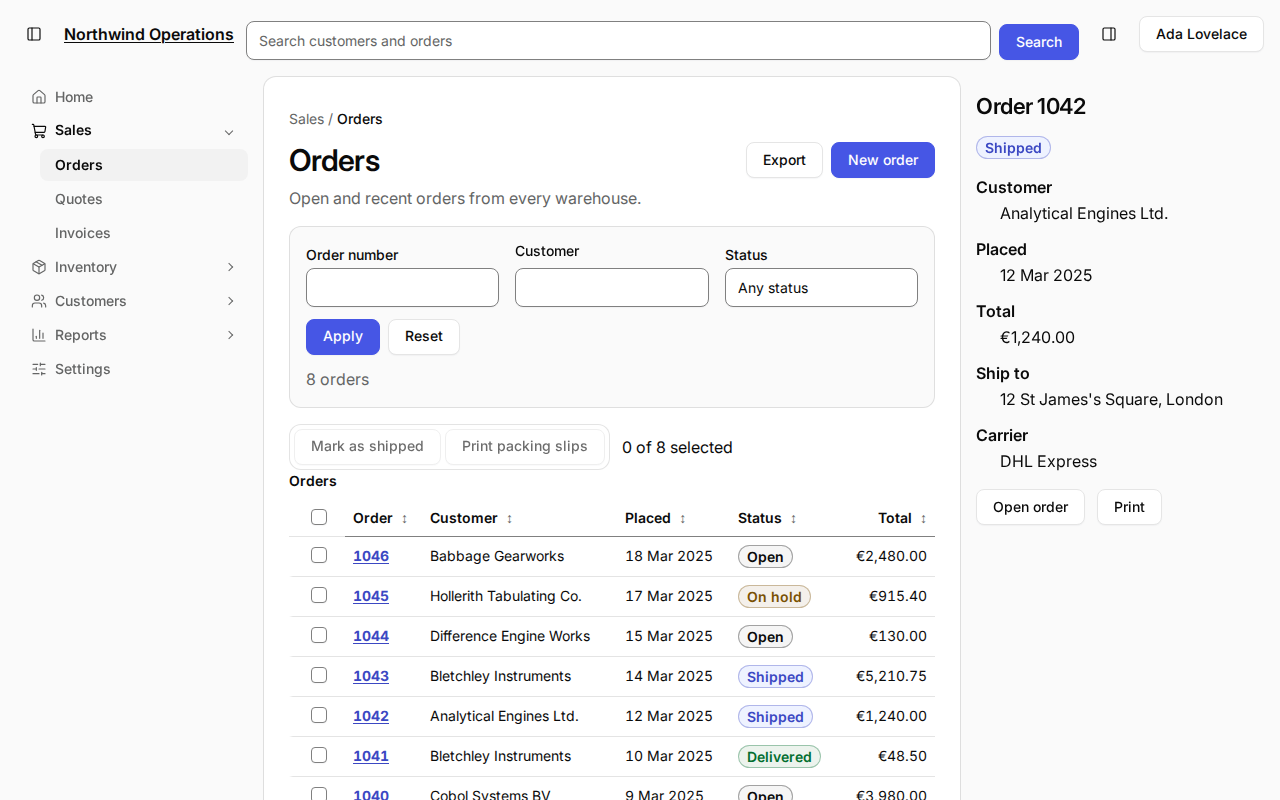 Northwind Operations
Search customers and orders
Search
Ada Lovelace
Home
Sales
Orders
Quotes
Invoices
Inventory
Customers
Reports
Settings
Sales / Orders
Orders
Export
New order
Open and recent orders from every warehouse.
Order number
Customer
Status
Any status
Apply
Reset
8 orders
Mark as shipped
Print packing slips
0 of 8 selected
Orders
Order ↕ Customer ↕ Placed ↕ Status ↕ Total ↕
1046 Babbage Gearworks 18 Mar 2025 Open €2,480.00
1045 Hollerith Tabulating Co. 17 Mar 2025 On hold €915.40
1044 Difference Engine Works 15 Mar 2025 Open €130.00
1043 Bletchley Instruments 14 Mar 2025 Shipped €5,210.75
1042 Analytical Engines Ltd. 12 Mar 2025 Shipped €1,240.00
1041 Bletchley Instruments 10 Mar 2025 Delivered €48.50
1040 Cobol Systems BV 9 Mar 2025 Open €3,980.00
Order 1042
Shipped
Customer
Analytical Engines Ltd.
Placed
12 Mar 2025
Total
€1,240.00
Ship to
12 St James's Square, London
Carrier
DHL Express
Open order
Print